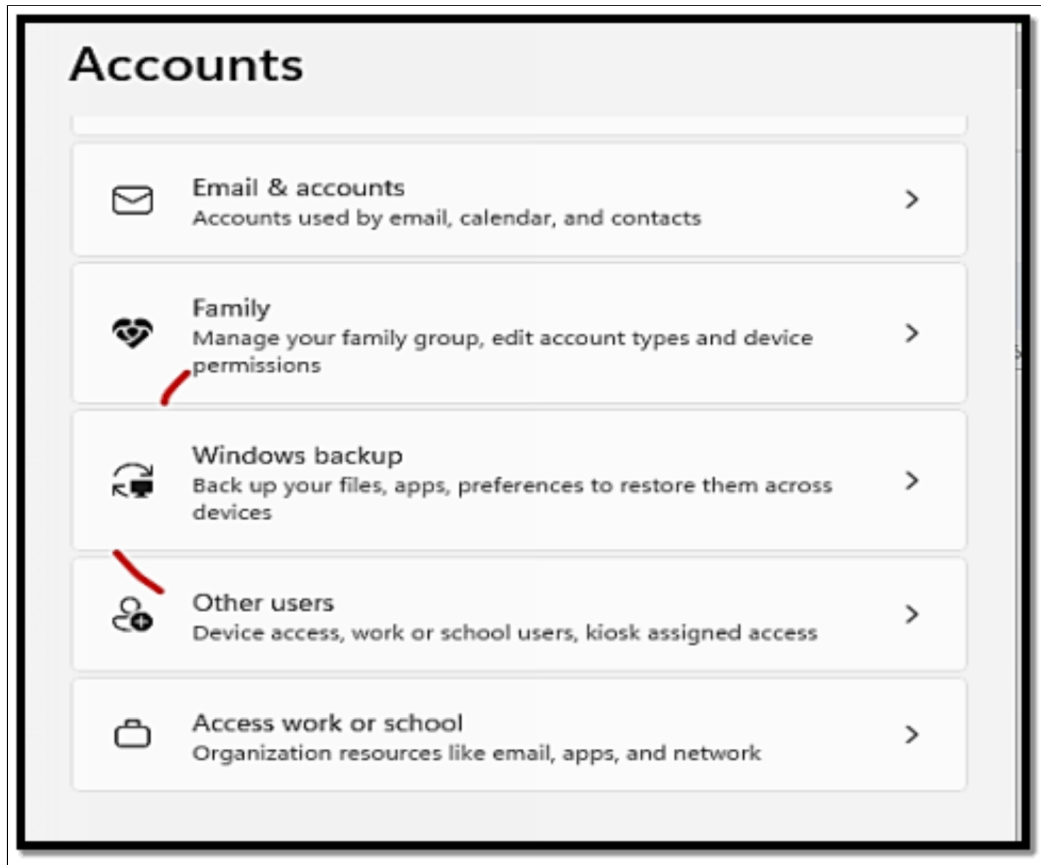 Accounts
Email & accounts
Accounts used by email, calendar, and contacts
Family
Manage your family group, edit account types and device
permissions
Windows backup
Back up your files, apps, preferences to restore them across
devices
Other users
Device access, work or school users, kiosk assigned access
Access work or school
Organization resources like email, apps, and network